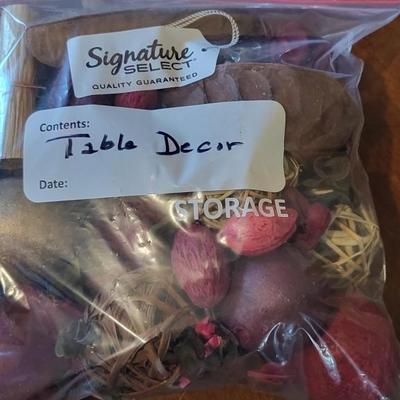 Signature
SELECT
QUALITY GUARANTEED
Contents:
Table Decor
Date:
STORAGE